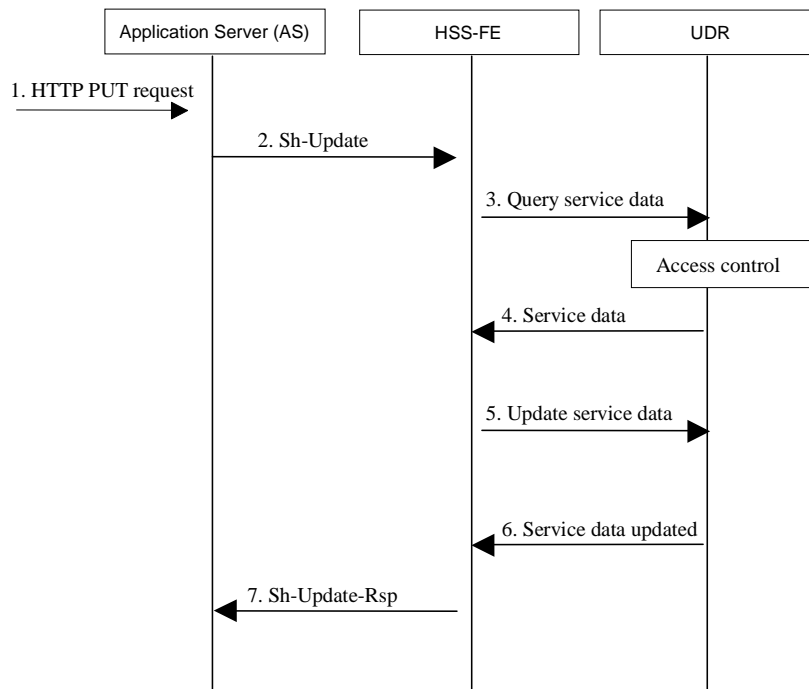 Application Server (AS)
HSS-FE
UDR
1. HTTP PUT request
2. Sh-Update
3. Query service data
Access control
4. Service data
5. Update service data
6. Service data updated
7. Sh-Update-Rsp